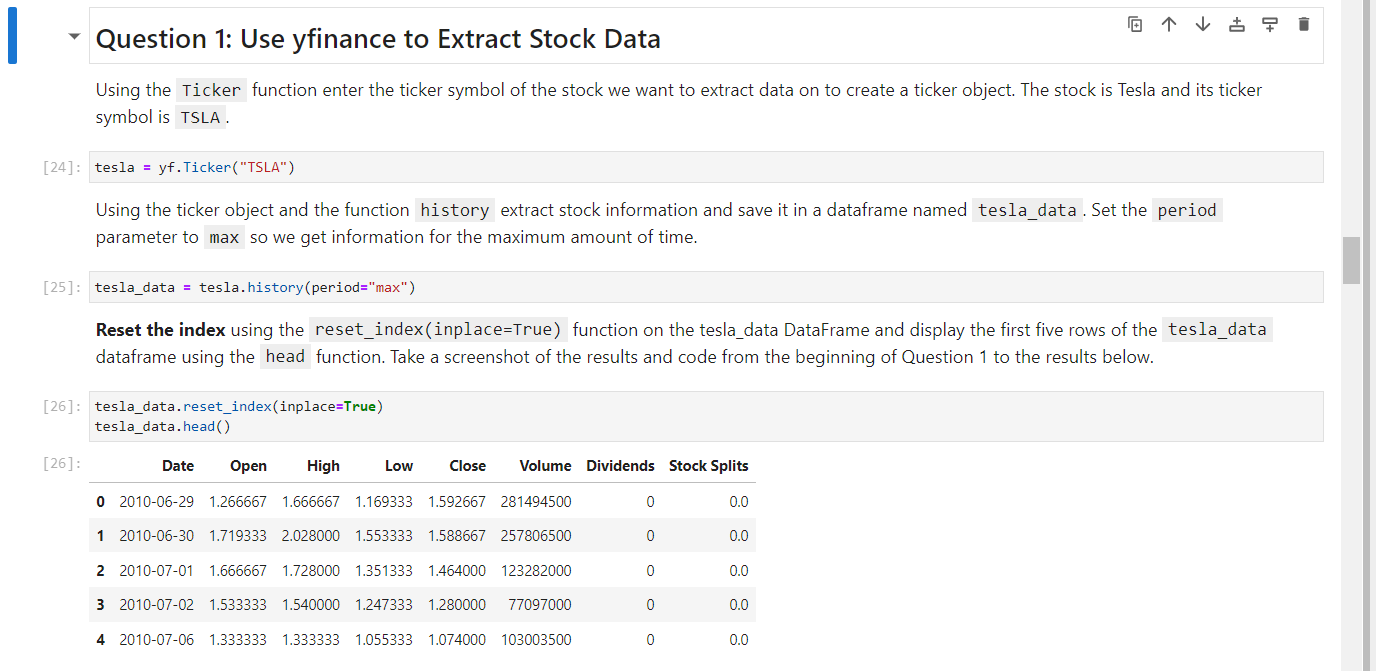 Question 1: Use yfinance to Extract Stock Data
Using the Ticker function enter the ticker symbol of the stock we want to extract data on to create a ticker object. The stock is Tesla and its ticker
symbol is TSLA .
[24]: tesla = yf.Ticker("TSLA")
Using the ticker object and the function history extract stock information and save it in a dataframe named tesla_data . Set the period
parameter to max so we get information for the maximum amount of time.
[25]: tesla_data = tesla.history(period="max")
Reset the index using the reset_index(inplace=True) function on the tesla_data DataFrame and display the first five rows of the tesla_data
dataframe using the head function. Take a screenshot of the results and code from the beginning of Question 1 to the results below.
[26]: tesla_data.reset_index(inplace=True)
tesla_data.head()
[26]: Date Open High Low Close Volume Dividends Stock Splits
0 2010-06-29 1.266667 1.666667 1.169333 1.592667 281494500 0 0.0
1 2010-06-30 1.719333 2.028000 1.553333 1.588667 257806500 0 0.0
2 2010-07-01 1.666667 1.728000 1.351333 1.464000 123282000 0 0.0
3 2010-07-02 1.533333 1.540000 1.247333 1.280000 77097000 0 0.0
4 2010-07-06 1.333333 1.333333 1.055333 1.074000 103003500 0 0.0